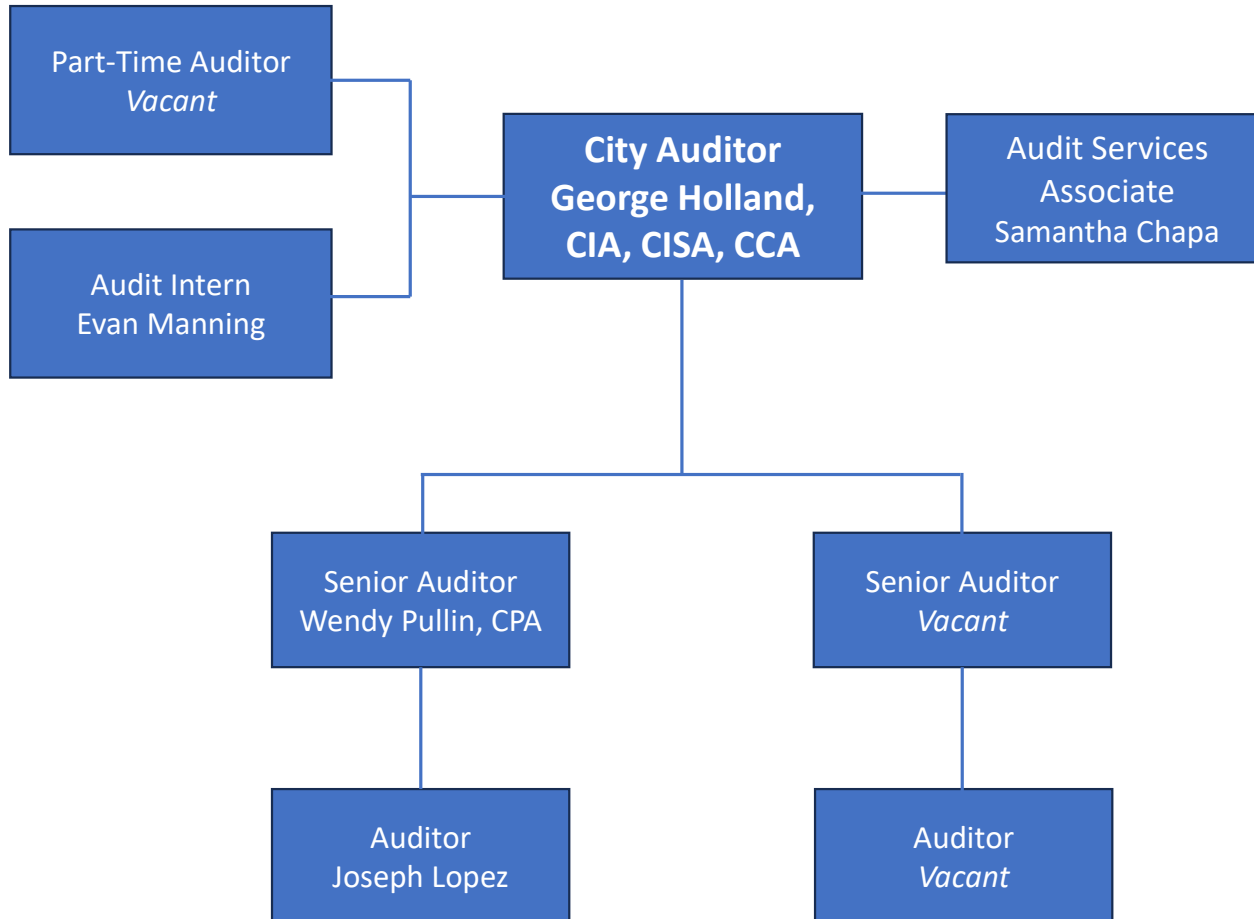 Part-Time Auditor
Vacant
City Auditor
George Holland,
CIA, CISA, CCA
Audit Services
Associate
Samantha Chapa
Audit Intern
Evan Manning
Senior Auditor
Wendy Pullin, CPA
Senior Auditor
Vacant
Auditor
Joseph Lopez
Auditor
Vacant